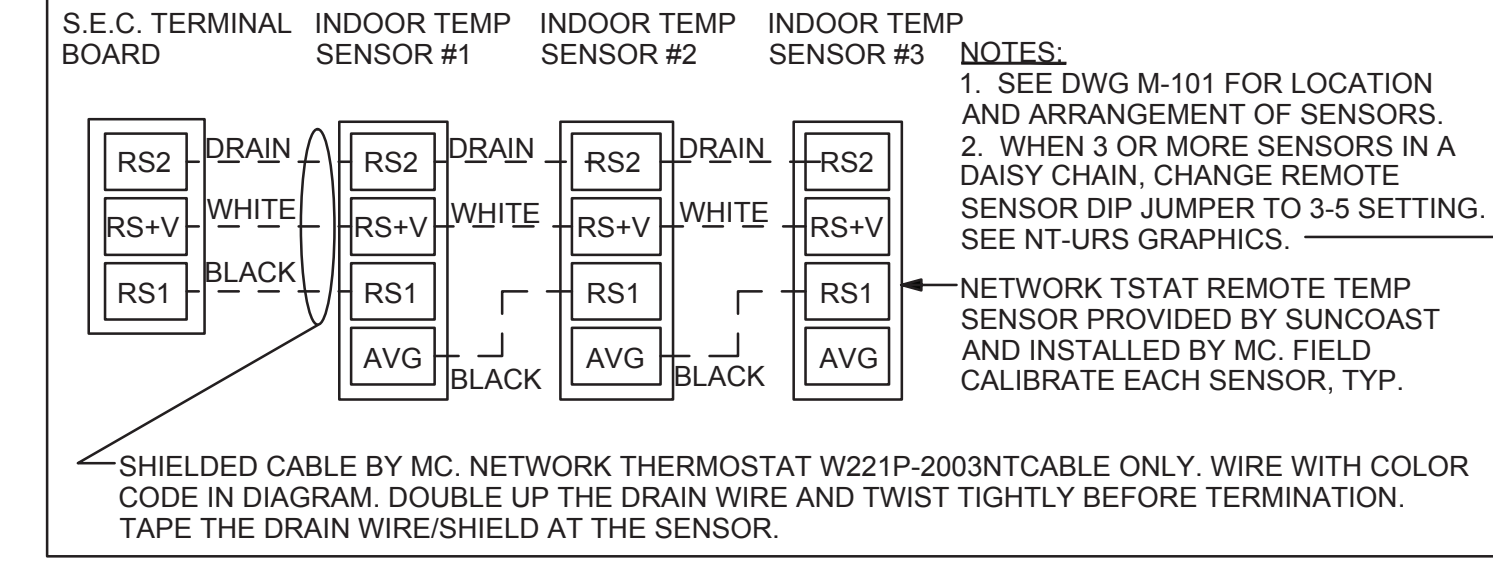 S.E.C. TERMINAL BOARD
INDOOR TEMP SENSOR #1
INDOOR TEMP SENSOR #2
INDOOR TEMP SENSOR #3
RS2
DRAIN
RS2
DRAIN
RS2
DRAIN
RS2
RS+V
WHITE
RS+V
WHITE
RS+V
WHITE
RS+V
RS1
BLACK
RS1
RS1
RS1
AVG
BLACK
AVG
BLACK
AVG
NOTES:
1. SEE DWG M-101 FOR LOCATION
AND ARRANGEMENT OF SENSORS.
2. WHEN 3 OR MORE SENSORS IN A
DAISY CHAIN, CHANGE REMOTE
SENSOR DIP JUMPER TO 3-5 SETTING.
SEE NT-URS GRAPHICS.
NETWORK TSTAT REMOTE TEMP
SENSOR PROVIDED BY SUNCOAST
AND INSTALLED BY MC. FIELD
CALIBRATE EACH SENSOR, TYP.
SHIELDED CABLE BY MC. NETWORK THERMOSTAT W221P-2003NTCABLE ONLY. WIRE WITH COLOR
CODE IN DIAGRAM. DOUBLE UP THE DRAIN WIRE AND TWIST TIGHTLY BEFORE TERMINATION.
TAPE THE DRAIN WIRE/SHIELD AT THE SENSOR.